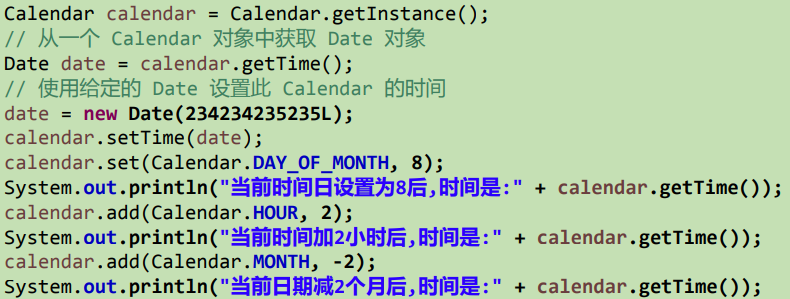 Calendar calendar = Calendar.getInstance();
// 从一个 Calendar 对象中获取 Date 对象
Date date = calendar.getTime();
// 使用给定的 Date 设置此 Calendar 的时间
date = new Date(234234235235L);
calendar.setTime(date);
calendar.set(Calendar.DAY_OF_MONTH, 8);
System.out.println("当前时间日设置为8后,时间是:" + calendar.getTime());
calendar.add(Calendar.HOUR, 2);
System.out.println("当前时间加2小时后,时间是:" + calendar.getTime());
calendar.add(Calendar.MONTH, -2);
System.out.println("当前日期减2个月后,时间是:" + calendar.getTime());